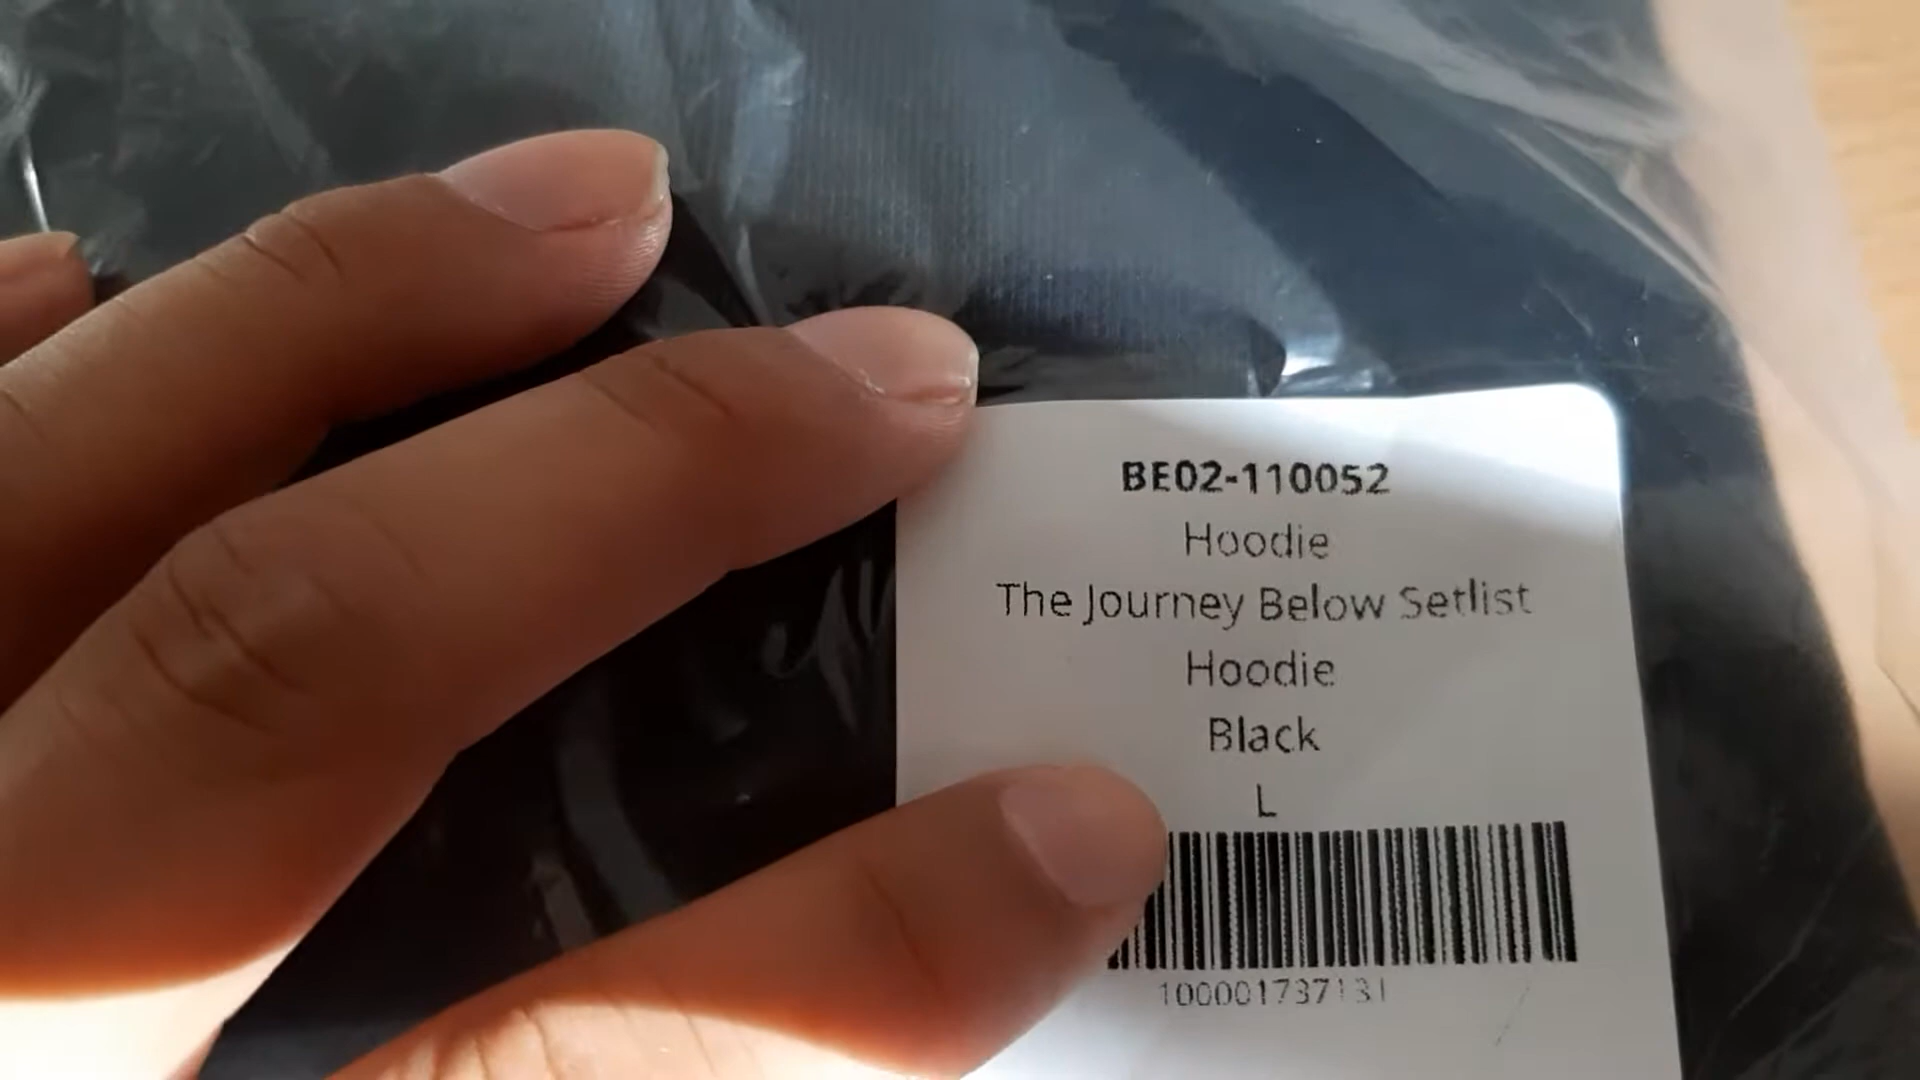 BE02-110052
Hoodie
The Journey Below Setlist
Hoodie
Black
L
100001737131